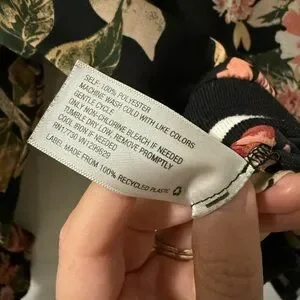 SELF: 100% POLYESTER
MACHINE WASH COLD WITH LIKE COLORS
GENTLE CYCLE
ONLY NON-CHLORINE BLEACH IF NEEDED
TUMBLE DRY LOW. REMOVE PROMPTLY
COOL IRON IF NEEDED
LABEL: MADE FROM 100% RECYCLED PLASTIC